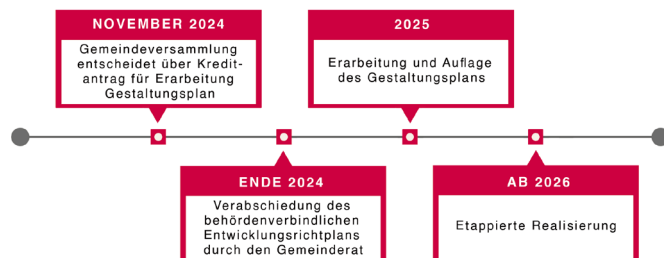 NOVEMBER 2024
Gemeindeversammlung
entscheidet über Kredit-
antrag für Erarbeitung
Gestaltungsplan
ENDE 2024
Verabschiedung des
behördenverbindlichen
Entwicklungsrichtplans
durch den Gemeinderat
2025
Erarbeitung und Auflage
des Gestaltungsplans
AB 2026
Etappierte Realisierung